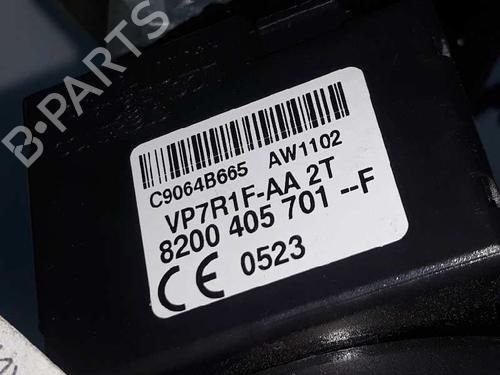 B-PARTS
C9064B665 AW1102
VP7R1F-AA 2T
8200 405 701 --F
CE 0523